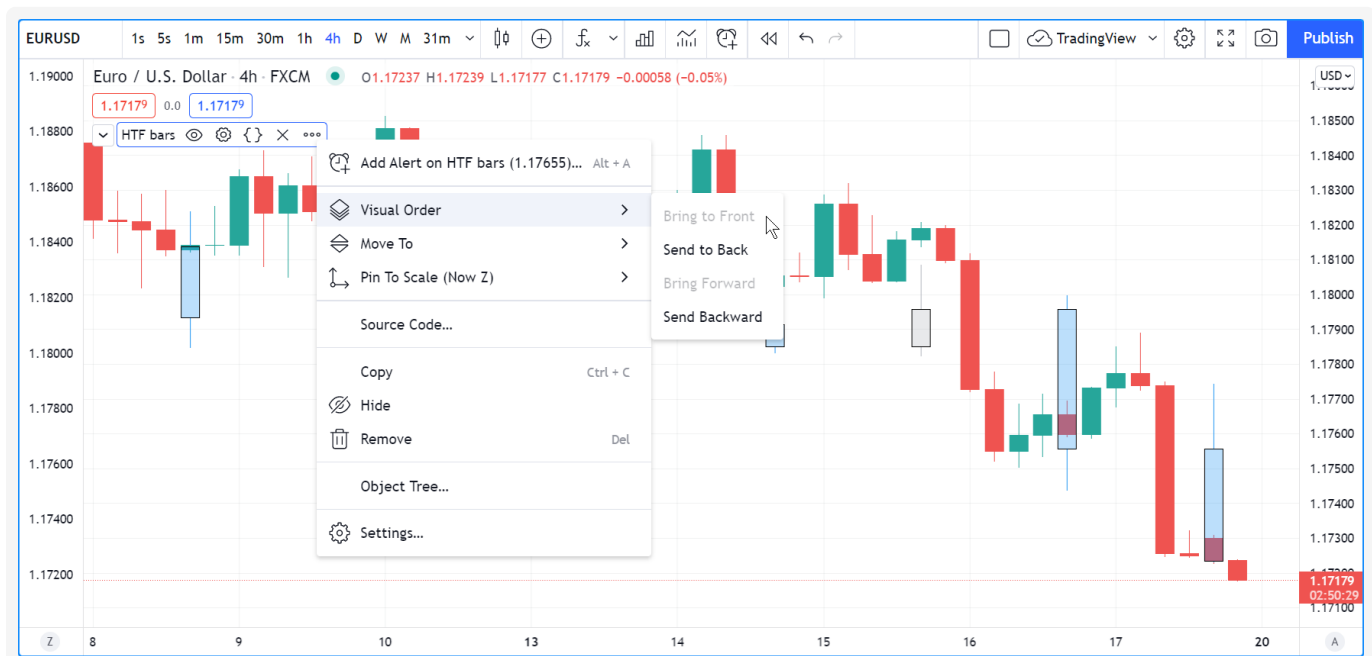 EURUSD 1s 5s 1m 15m 30m 1h 4h D W M 31m fx TradingView Publish
Euro / U.S. Dollar · 4h · FXCM O1.17237 H1.17239 L1.17177 C1.17179 −0.00058 (−0.05%)
USD
1.17179 0.0 1.17179
HTF bars
Add Alert on HTF bars (1.17655)... Alt + A
Visual Order
Move To
Pin To Scale (Now Z)
Source Code...
Copy Ctrl + C
Hide
Remove Del
Object Tree...
Settings...
Bring to Front
Send to Back
Bring Forward
Send Backward
1.19000
1.18800
1.18600
1.18400
1.18200
1.18000
1.17800
1.17600
1.17400
1.17200
1.18500
1.18400
1.18300
1.18200
1.18100
1.18000
1.17900
1.17800
1.17700
1.17600
1.17500
1.17400
1.17300
1.17179
02:50:29
1.17100
Z 8 9 10 13 14 15 16 17 20 A